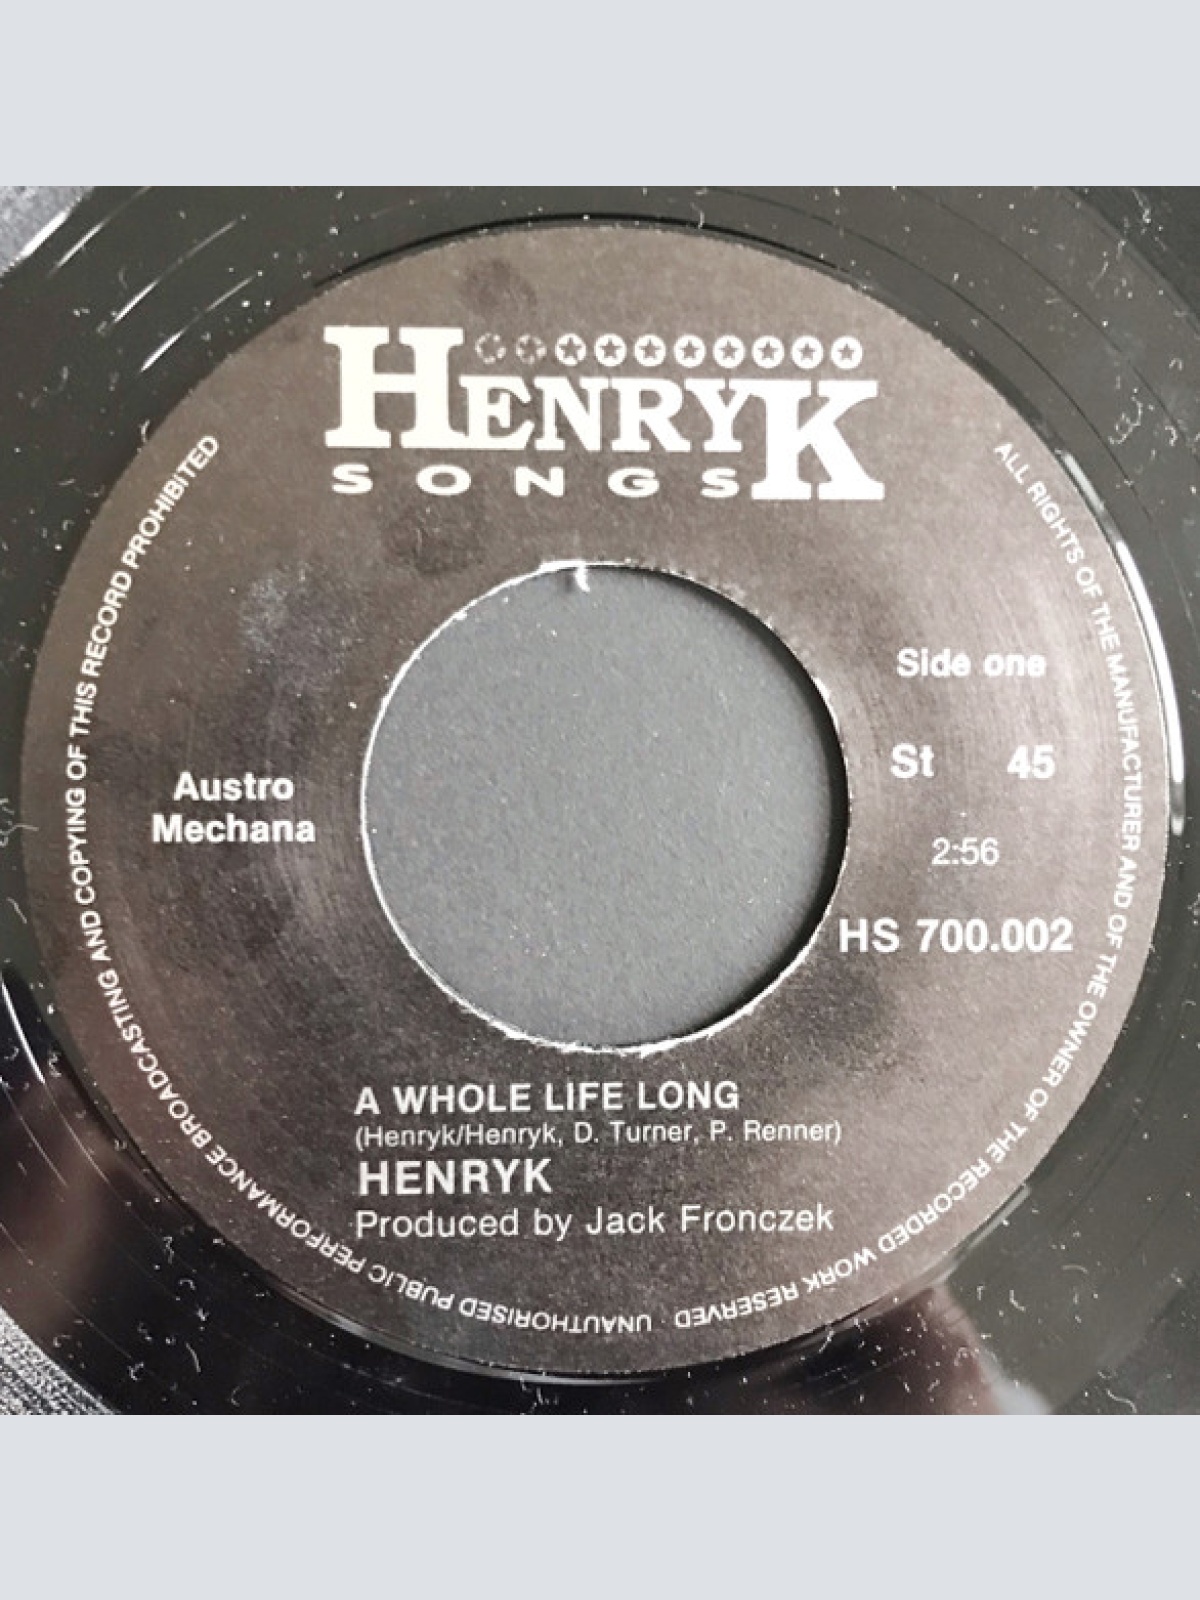 HENRYK
SONGS
Side one
St 45
2:56
HS 700.002
Austro
Mechana
A WHOLE LIFE LONG
(Henryk/Henryk, D. Turner, P. Renner)
HENRYK
Produced by Jack Fronczek
ALL RIGHTS OF THE MANUFACTURER AND OF THE OWNER OF THE RECORDED WORK RESERVED · UNAUTHORISED PUBLIC PERFORMANCE BROADCASTING AND COPYING OF THIS RECORD PROHIBITED